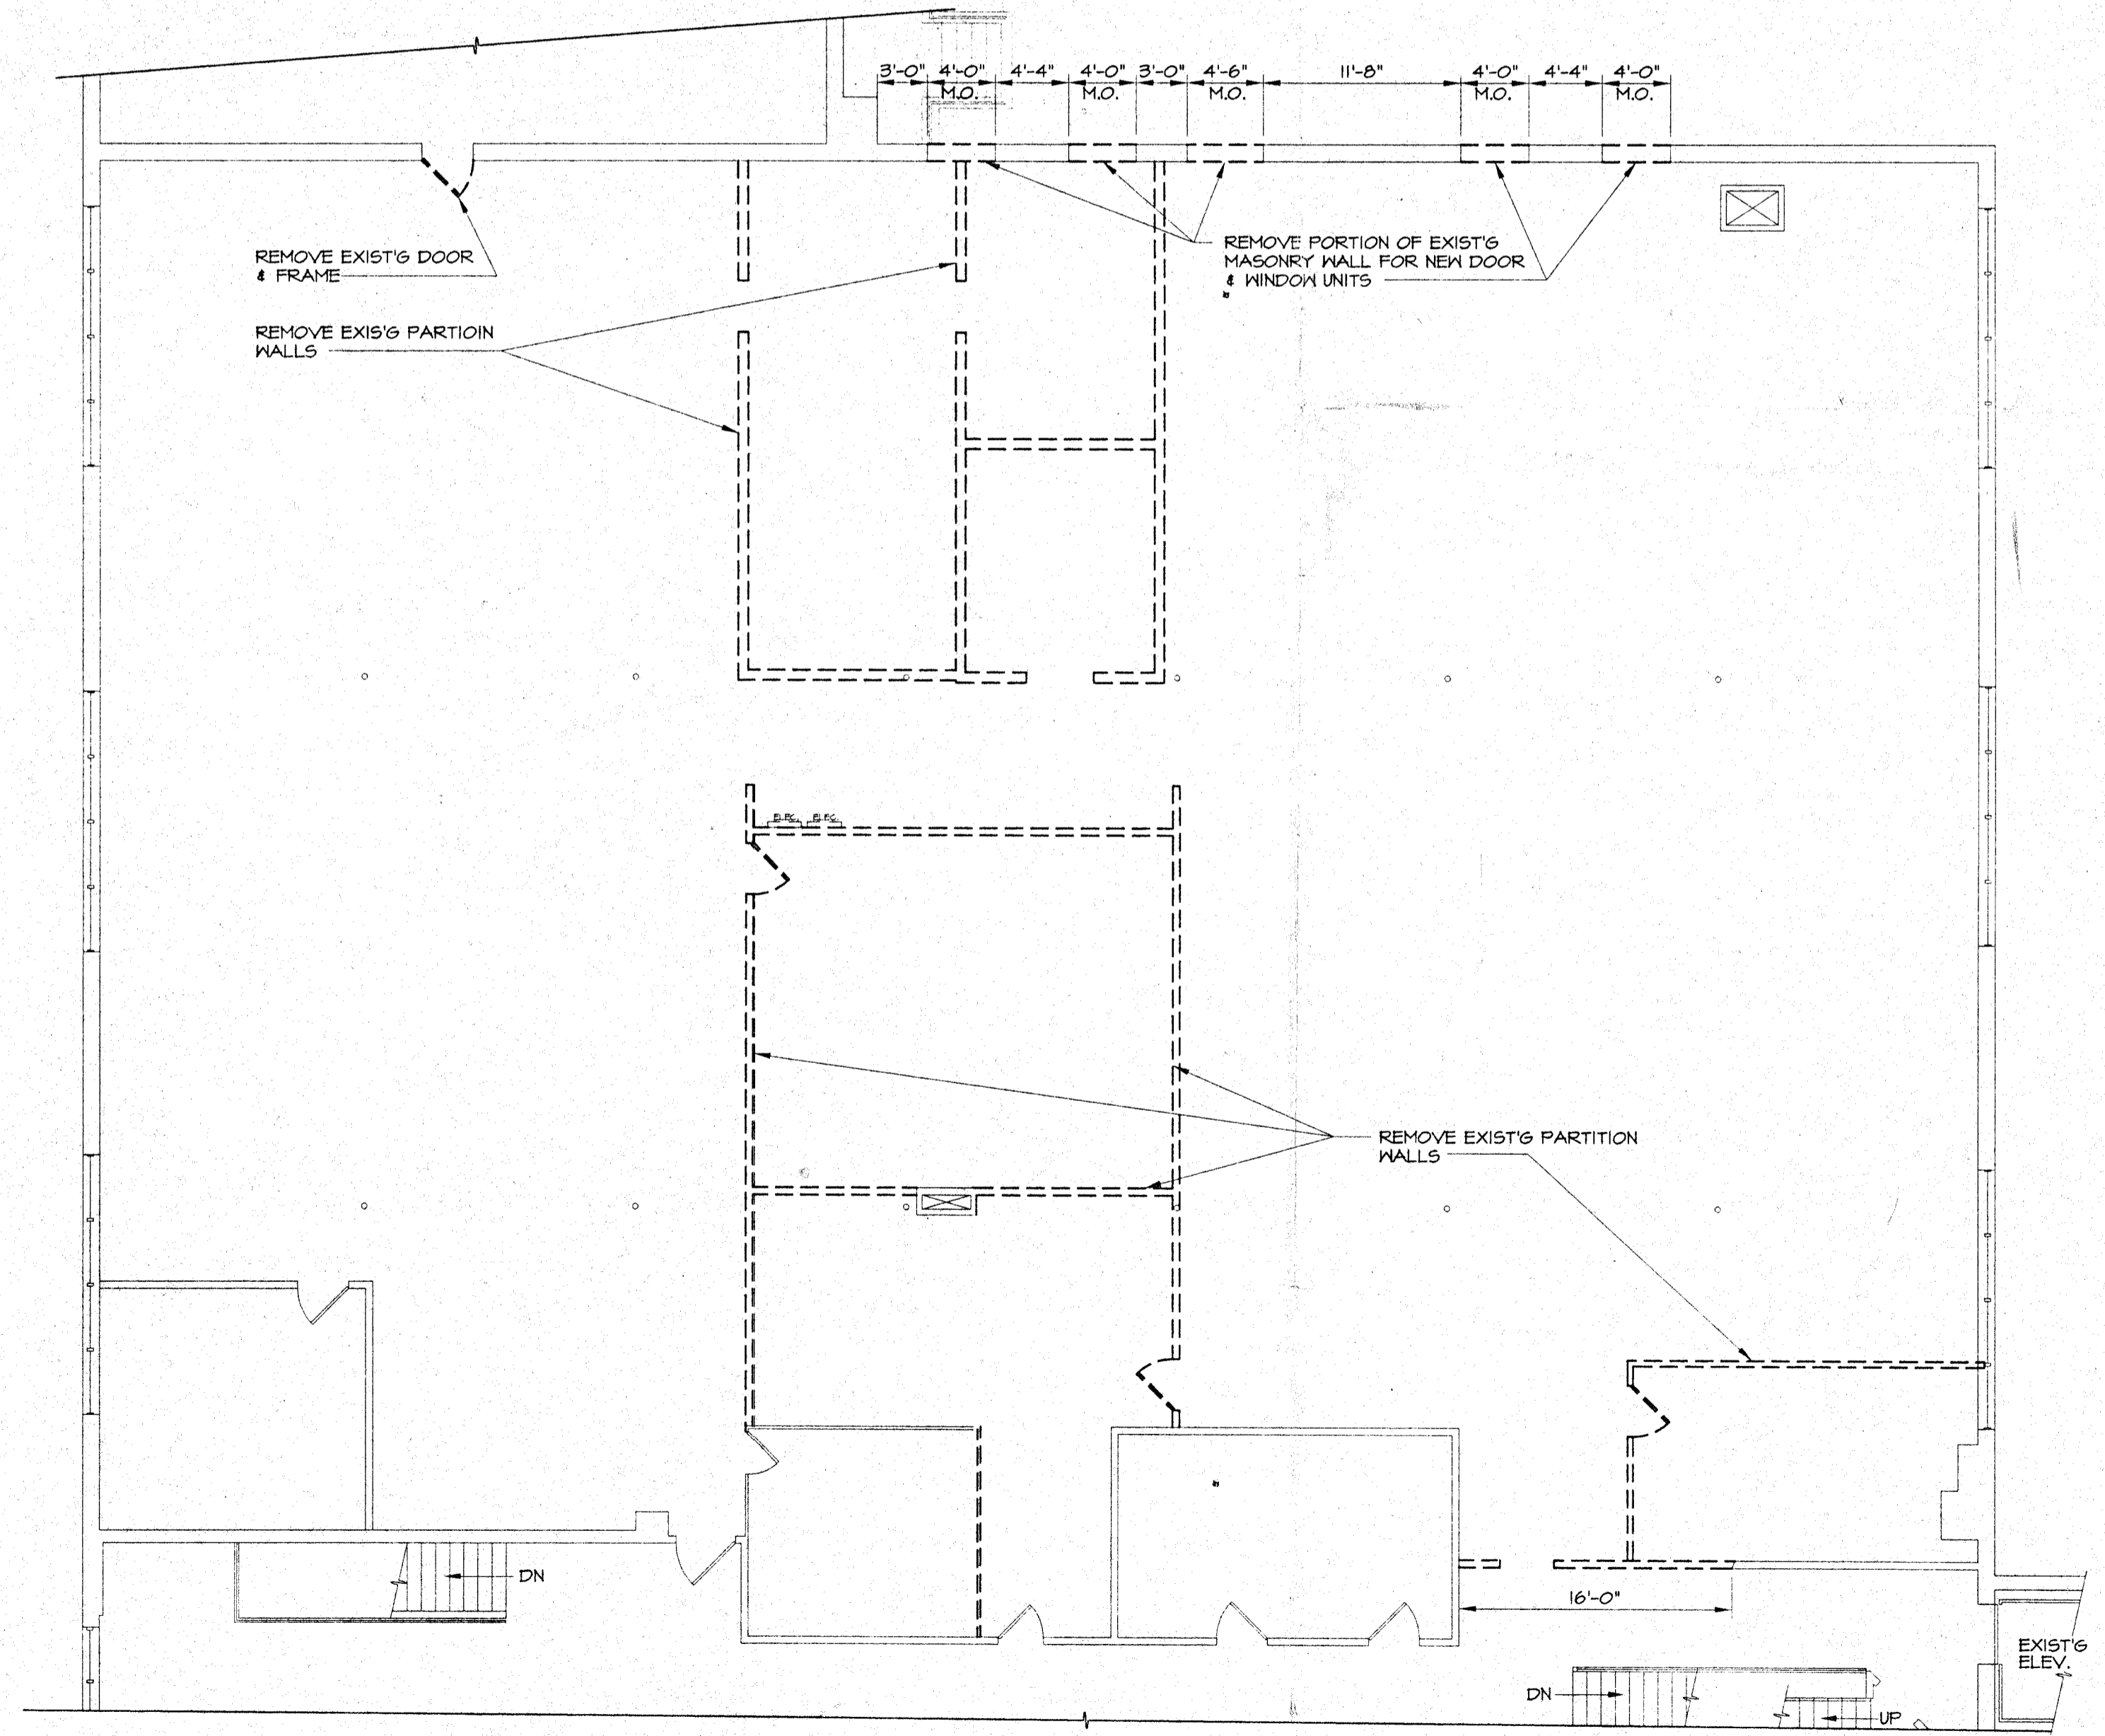 3'-0" 4'-0" 4'-4" 4'-0" 3'-0" 4'-6" 11'-8" 4'-0" 4'-4" 4'-0"
M.O. M.O. M.O. M.O. M.O.
REMOVE EXIST'G DOOR
& FRAME
REMOVE PORTION OF EXIST'G
MASONRY WALL FOR NEW DOOR
& WINDOW UNITS
REMOVE EXIS'G PARTIOIN
WALLS
ELEC. ELEC.
REMOVE EXIST'G PARTITION
WALLS
DN
16'-0"
EXIST'G
ELEV.
DN
UP